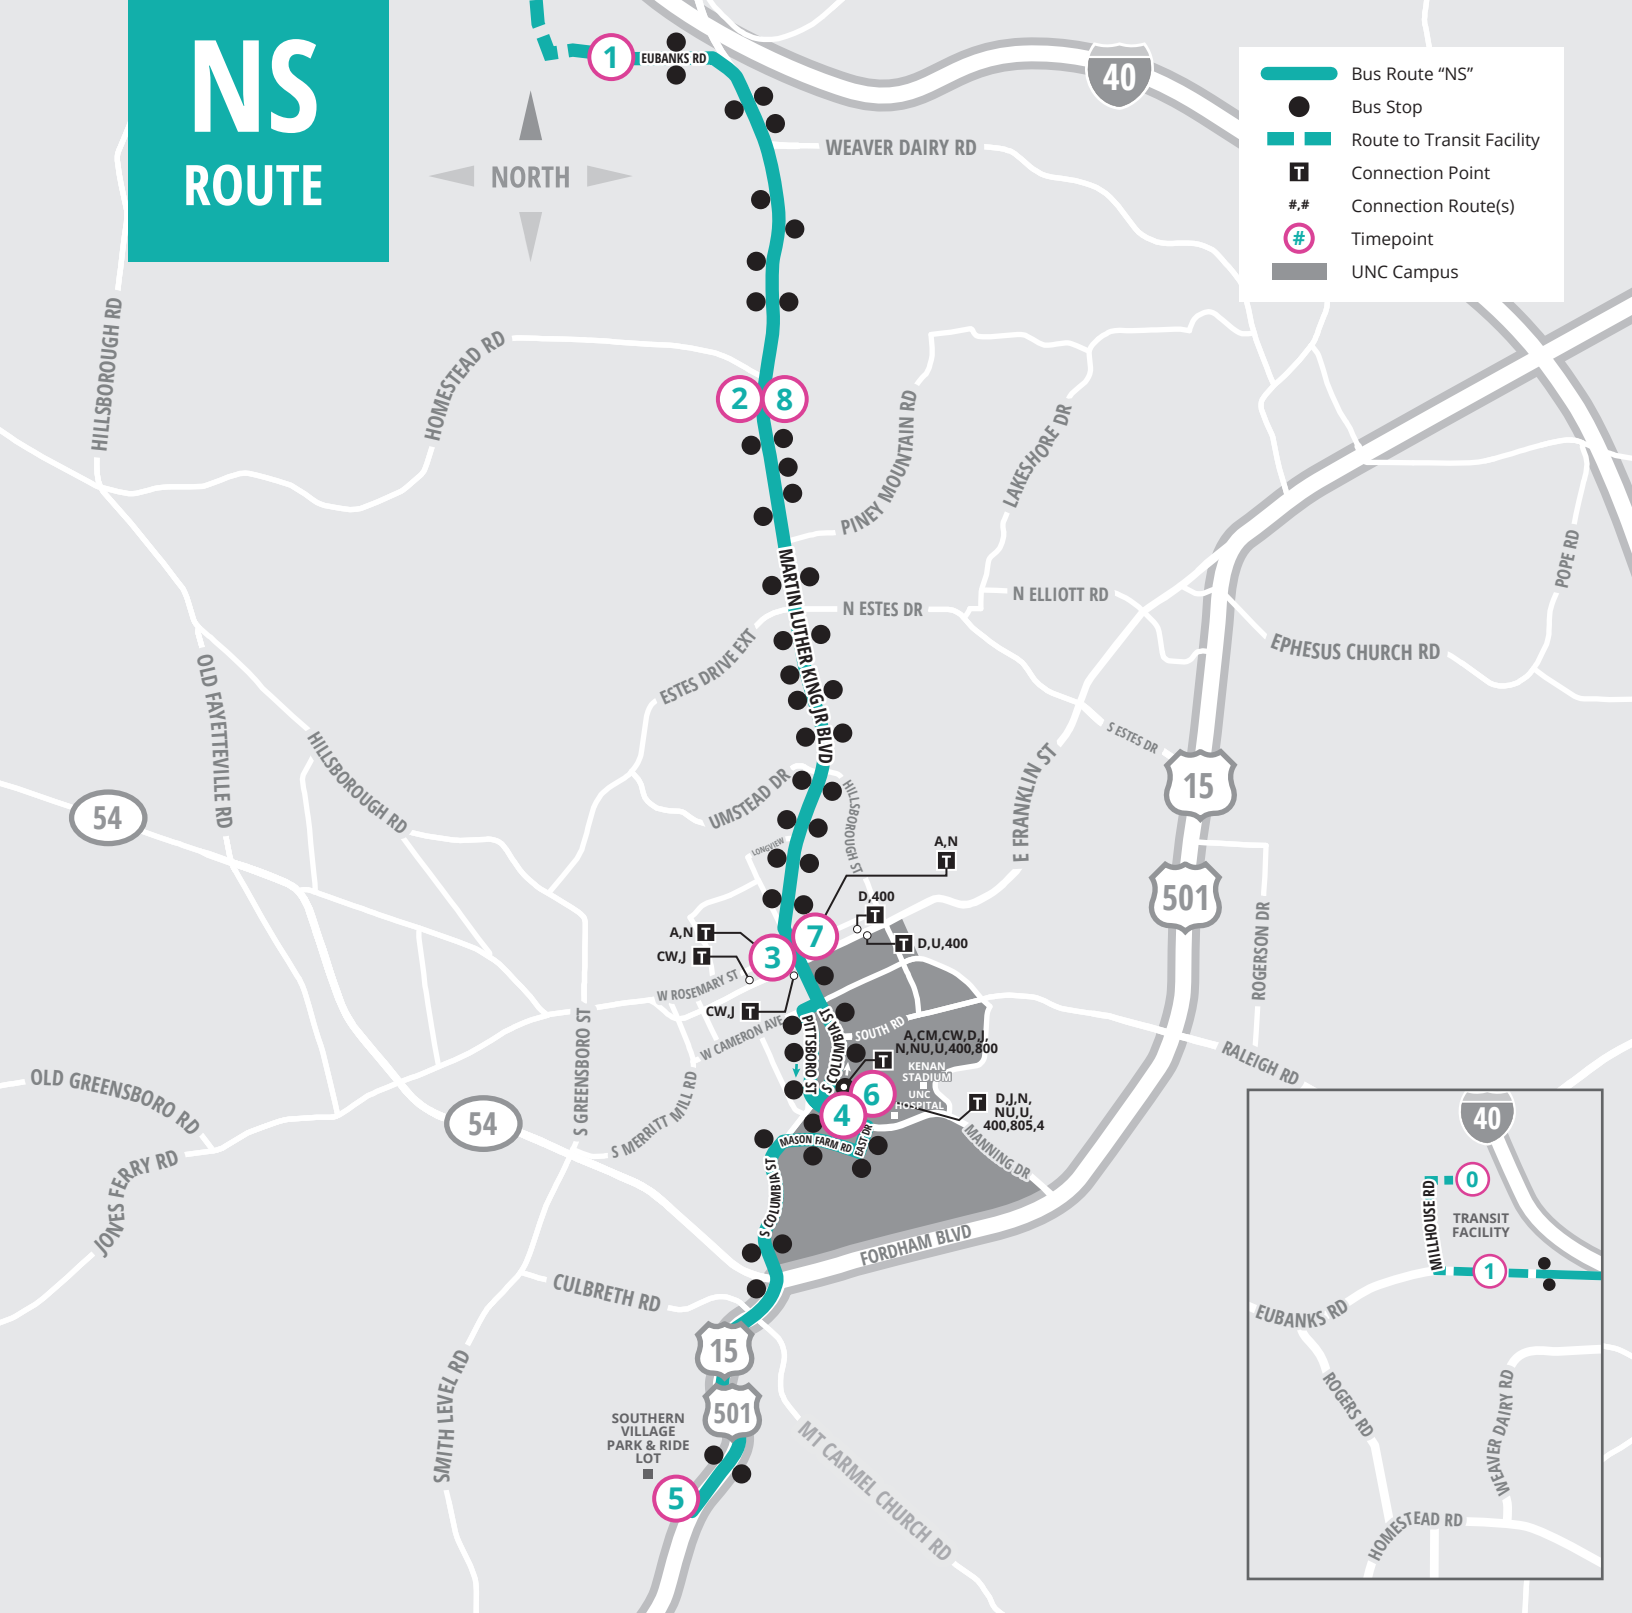 NS
ROUTE
1
EUBANKS RD
NORTH
40
Bus Route “NS”
Bus Stop
Route to Transit Facility
T
Connection Point
#,#
Connection Route(s)
#
Timepoint
UNC Campus
WEAVER DAIRY RD
HILLSBOROUGH RD
HOMESTEAD RD
2
8
PINEY MOUNTAIN RD
LAKESHORE DR
POPE RD
MARTIN LUTHER KING JR BLVD
N ESTES DR
N ELLIOTT RD
EPHESUS CHURCH RD
ESTES DRIVE EXT
OLD FAYETTEVILLE RD
HILLSBOROUGH RD
S ESTES DR
E FRANKLIN ST
15
UMSTEAD DR
HILLSBOROUGH ST
54
LONGVIEW
A,N
T
501
D,400
T
A,N T
7
T D,U,400
3
CW,J T
W ROSEMARY ST
ROGERSON DR
CW,J T
W CAMERON AVE
PITTSBORO ST
S COLUMBIA ST
SOUTH RD
A,CM,CW,D,J,
N,NU,U,400,800
T
KENAN
STADIUM
UNC
HOSPITAL
6
4
T
D,J,N,
NU,U,
400,805,4
RALEIGH RD
OLD GREENSBORO RD
S GREENSBORO ST
S MERRITT MILL RD
54
MASON FARM RD
EAST DR
MANNING DR
JONES FERRY RD
S COLUMBIA ST
FORDHAM BLVD
CULBRETH RD
15
501
SMITH LEVEL RD
SOUTHERN
VILLAGE
PARK & RIDE
LOT
5
MT CARMEL CHURCH RD
40
0
MILLHOUSE RD
TRANSIT
FACILITY
1
EUBANKS RD
ROGERS RD
WEAVER DAIRY RD
HOMESTEAD RD